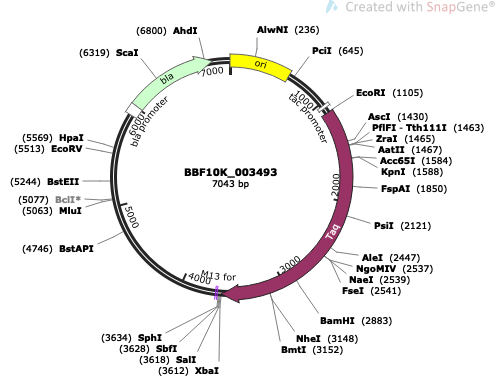 Created with SnapGene®
(6800) AhdI
AlwNI (236)
(6319) ScaI
PciI (645)
bla
ori
7000
1000
EcoRI (1105)
tac promoter
6000
bla promoter
AscI (1430)
PflFI - Tth111I (1463)
ZraI (1465)
AatII (1467)
Acc65I (1584)
KpnI (1588)
(5569) HpaI
(5513) EcoRV
BBF10K_003493
7043 bp
(5244) BstEII
FspAI (1850)
2000
(5077) BclI*
(5063) MluI
5000
PsiI (2121)
Taq
(4746) BstAPI
AleI (2447)
NgoMIV (2537)
NaeI (2539)
FseI (2541)
3000
M13 for
4000
BamHI (2883)
(3634) SphI
(3628) SbfI
(3618) SalI
(3612) XbaI
NheI (3148)
BmtI (3152)